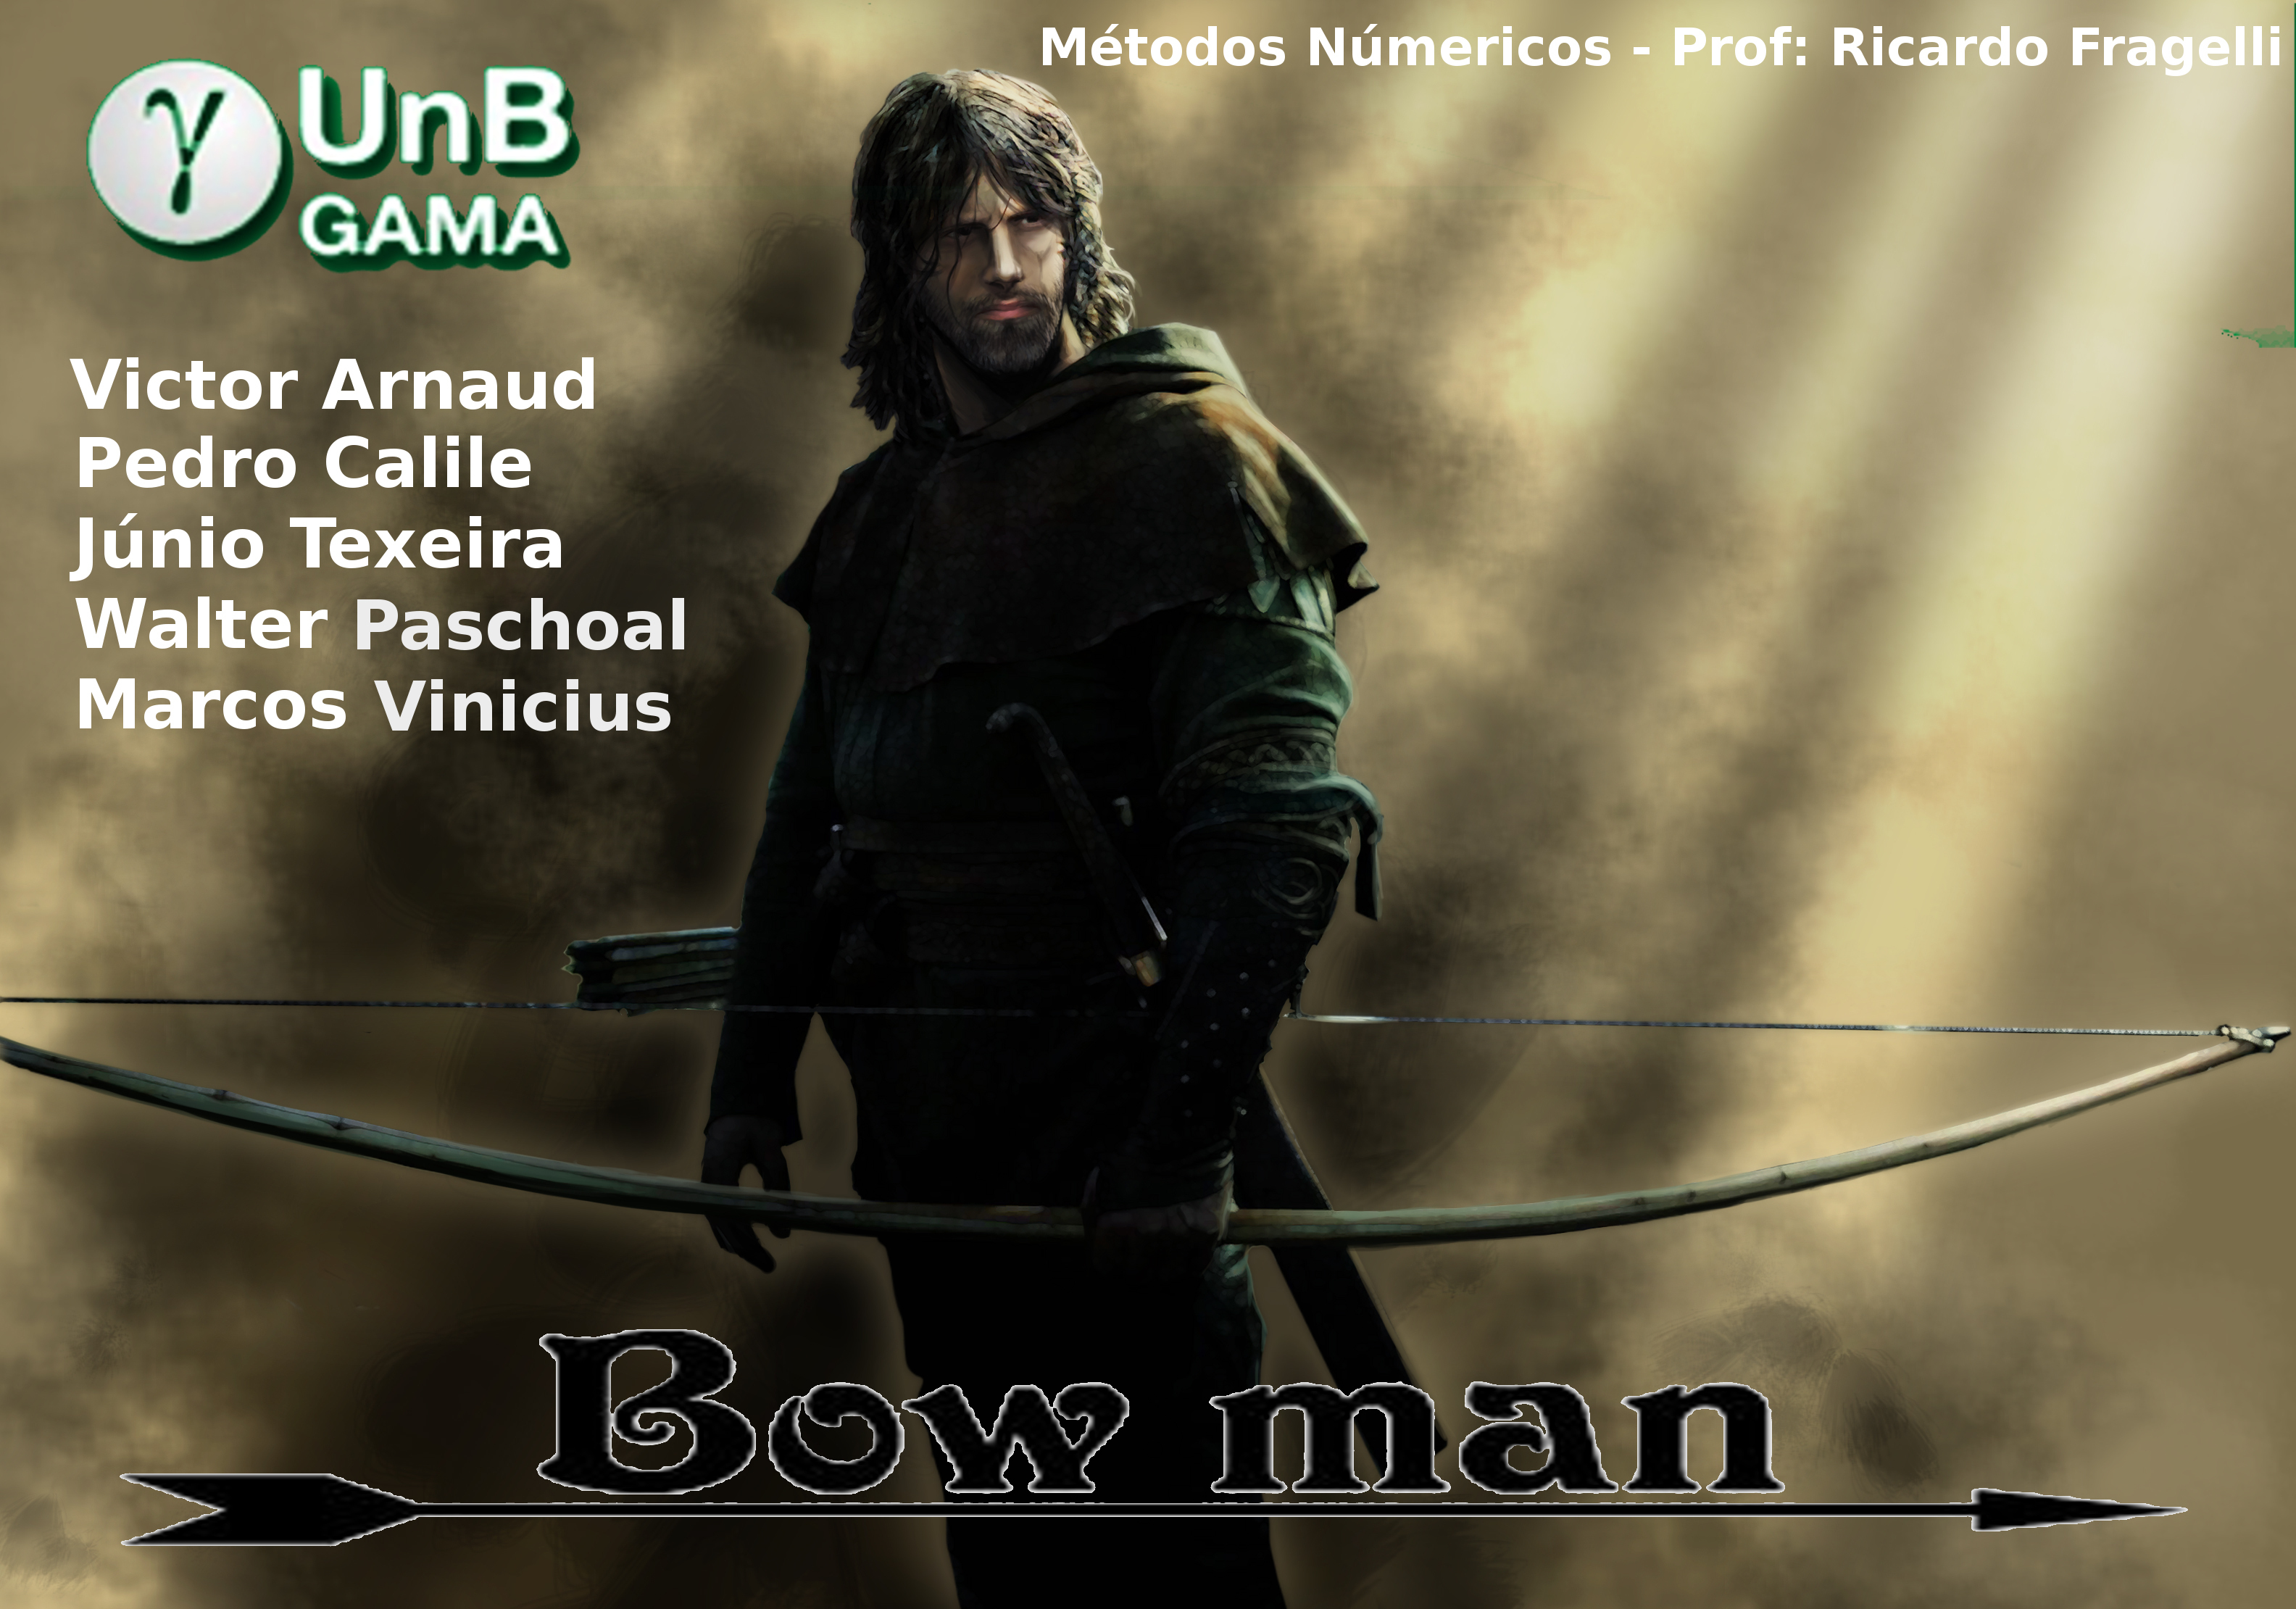 Métodos Númericos - Prof: Ricardo Fragelli
γ UnB
GAMA
Victor Arnaud
Pedro Calile
Júnio Texeira
Walter Paschoal
Marcos Vinicius
Bow man